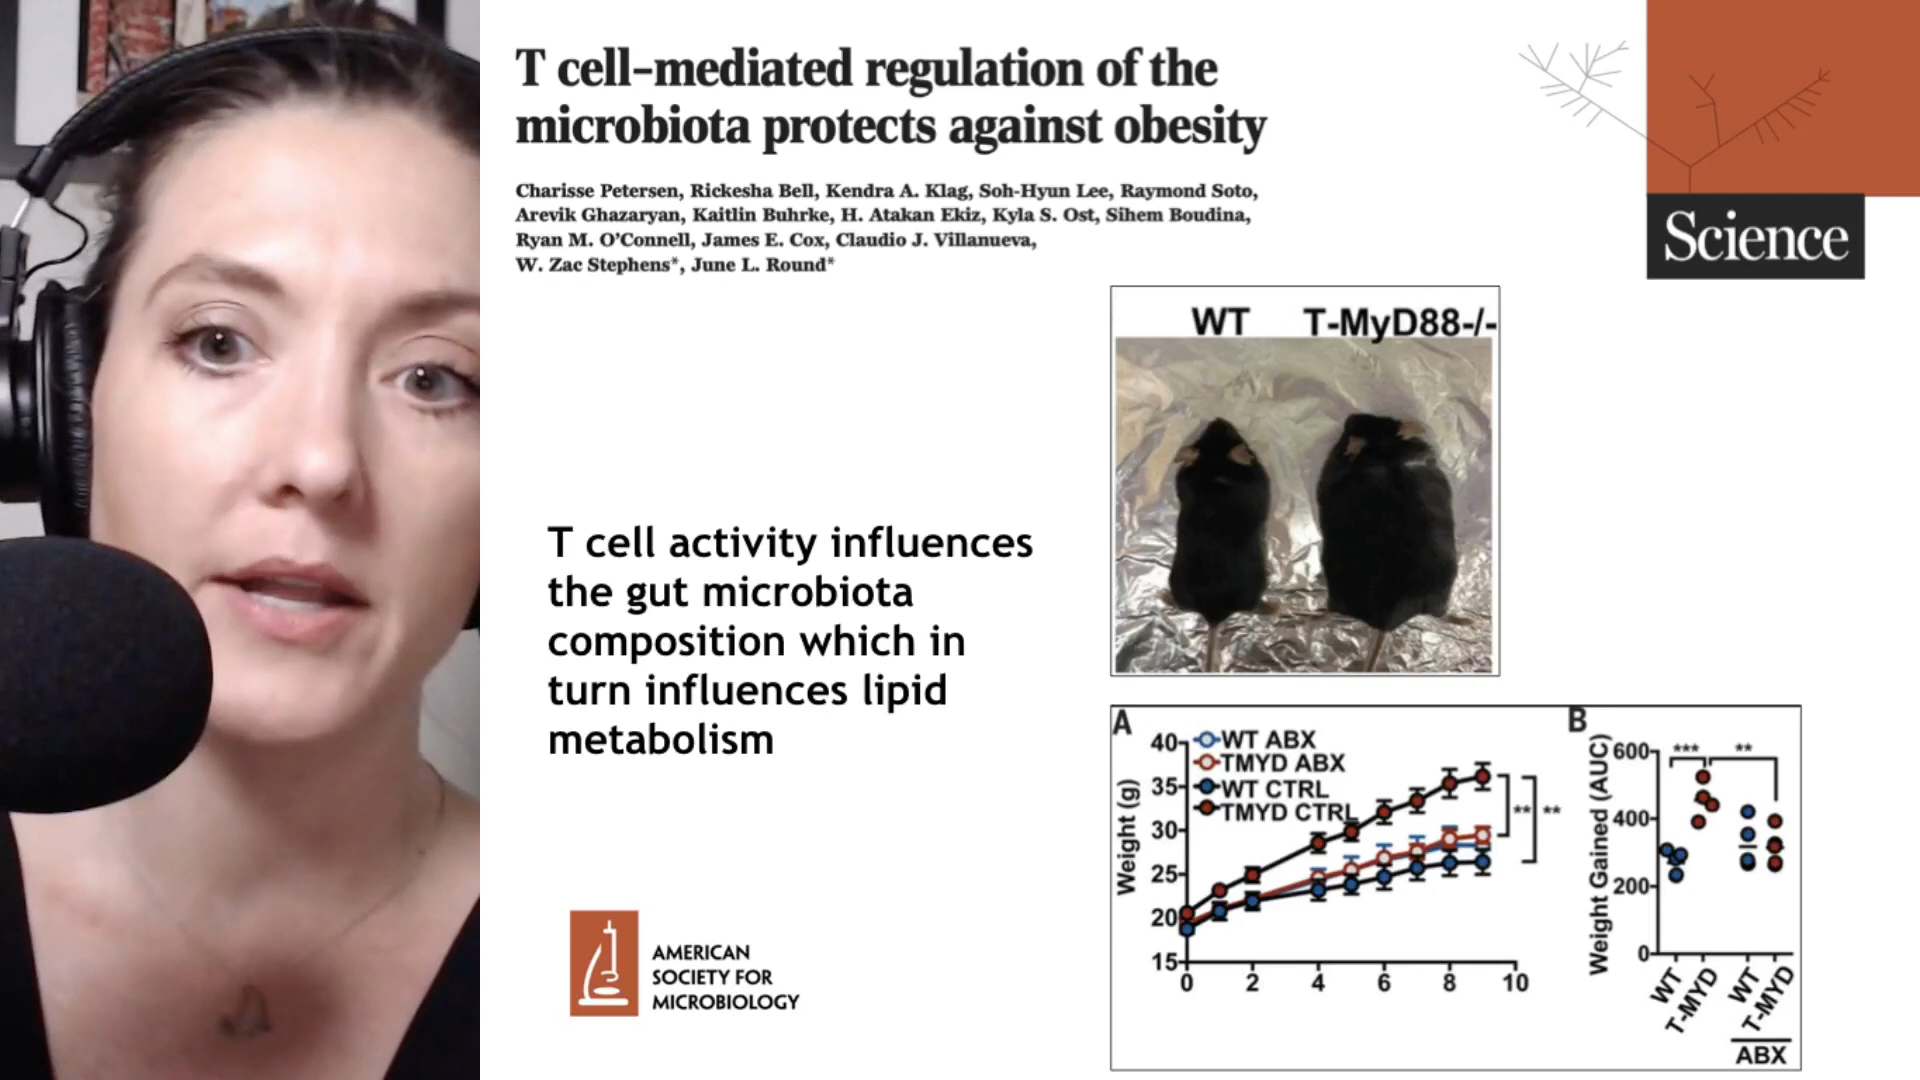 T cell–mediated regulation of the
microbiota protects against obesity
Charisse Petersen, Rickesha Bell, Kendra A. Klag, Soh-Hyun Lee, Raymond Soto,
Arevik Ghazaryan, Kaitlin Buhrke, H. Atakan Ekiz, Kyla S. Ost, Sihem Boudina,
Ryan M. O'Connell, James E. Cox, Claudio J. Villanueva,
W. Zac Stephens*, June L. Round*
Science
WT T-MyD88-/-
T cell activity influences
the gut microbiota
composition which in
turn influences lipid
metabolism
A
WT ABX
TMYD ABX
WT CTRL
TMYD CTRL
Weight (g)
40
35
30
25
20
15
0 2 4 6 8 10
** **
B
Weight Gained (AUC)
600
400
200
0
*** **
WT T-MYD WT T-MYD
ABX
AMERICAN
SOCIETY FOR
MICROBIOLOGY